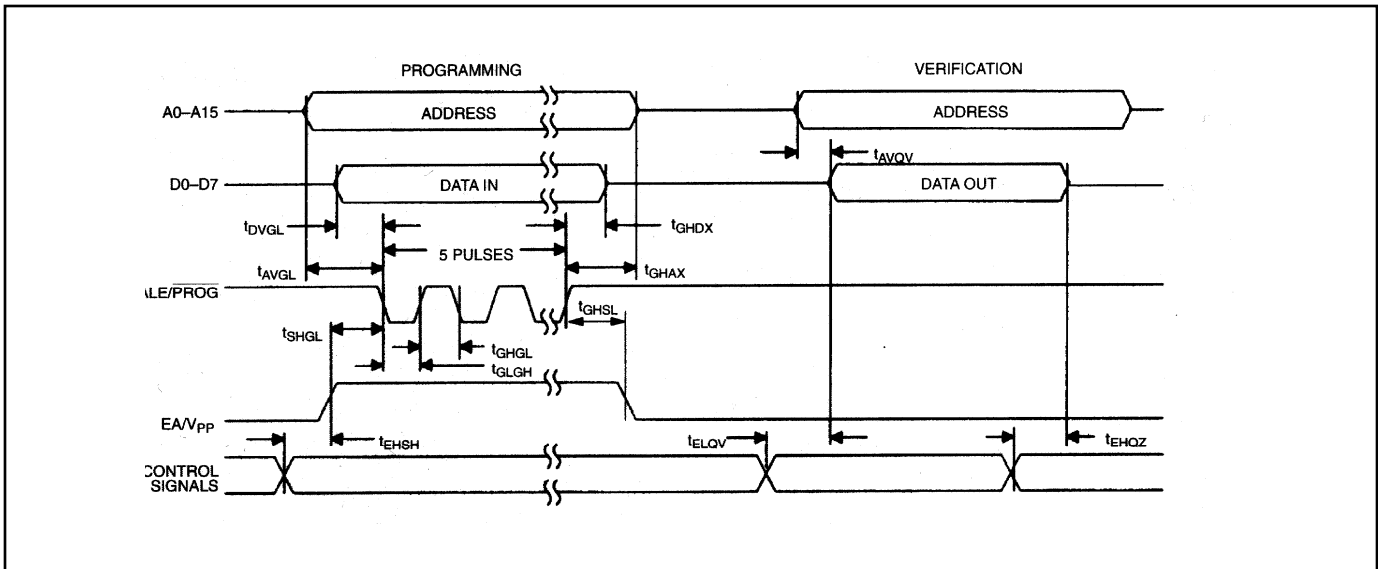 PROGRAMMING VERIFICATION
A0–A15 ADDRESS ADDRESS
tAVQV
D0–D7 DATA IN DATA OUT
tDVGL tGHDX
5 PULSES
tAVGL tGHAX
ALE/PROG
tSHGL tGHSL
tGHGL
tGLGH
EA/VPP
tEHSH tELQV tEHQZ
CONTROL
SIGNALS